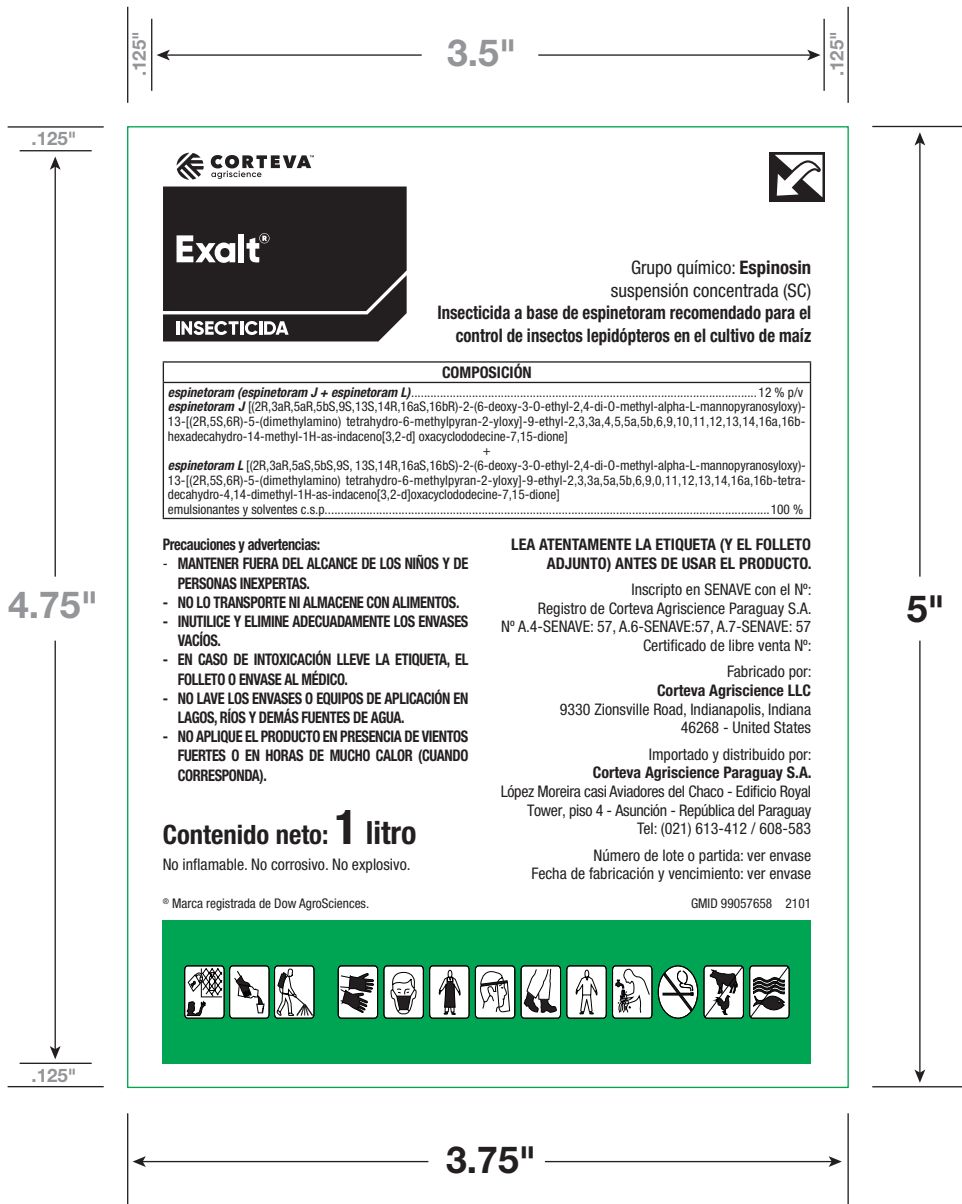 .125"
3.5"
.125"
.125"
4.75"
.125"
5"
3.75"
CORTEVA™
agriscience
Exalt®
INSECTICIDA
Grupo químico: Espinosin
suspensión concentrada (SC)
Insecticida a base de espinetoram recomendado para el
control de insectos lepidópteros en el cultivo de maíz
COMPOSICIÓN
espinetoram (espinetoram J + espinetoram L)........12 % p/v
espinetoram J [(2R,3aR,5aR,5bS,9S,13S,14R,16aS,16bR)-2-(6-deoxy-3-O-ethyl-2,4-di-O-methyl-alpha-L-mannopyranosyloxy)-
13-[(2R,5S,6R)-5-(dimethylamino) tetrahydro-6-methylpyran-2-yloxy]-9-ethyl-2,3,3a,4,5,5a,5b,6,9,10,11,12,13,14,16a,16b-
hexadecahydro-14-methyl-1H-as-indaceno[3,2-d] oxacyclododecine-7,15-dione]
+
espinetoram L [(2R,3aR,5aS,5bS,9S, 13S,14R,16aS,16bS)-2-(6-deoxy-3-O-ethyl-2,4-di-O-methyl-alpha-L-mannopyranosyloxy)-
13-[(2R,5S,6R)-5-(dimethylamino) tetrahydro-6-methylpyran-2-yloxy]-9-ethyl-2,3,3a,5a,5b,6,9,0,11,12,13,14,16a,16b-tetra-
decahydro-4,14-dimethyl-1H-as-indaceno[3,2-d]oxacyclododecine-7,15-dione]
emulsionantes y solventes c.s.p........100 %
Precauciones y advertencias:
- MANTENER FUERA DEL ALCANCE DE LOS NIÑOS Y DE
PERSONAS INEXPERTAS.
- NO LO TRANSPORTE NI ALMACENE CON ALIMENTOS.
- INUTILICE Y ELIMINE ADECUADAMENTE LOS ENVASES
VACÍOS.
- EN CASO DE INTOXICACIÓN LLEVE LA ETIQUETA, EL
FOLLETO O ENVASE AL MÉDICO.
- NO LAVE LOS ENVASES O EQUIPOS DE APLICACIÓN EN
LAGOS, RÍOS Y DEMÁS FUENTES DE AGUA.
- NO APLIQUE EL PRODUCTO EN PRESENCIA DE VIENTOS
FUERTES O EN HORAS DE MUCHO CALOR (CUANDO
CORRESPONDA).
Contenido neto: 1 litro
No inflamable. No corrosivo. No explosivo.
® Marca registrada de Dow AgroSciences.
LEA ATENTAMENTE LA ETIQUETA (Y EL FOLLETO
ADJUNTO) ANTES DE USAR EL PRODUCTO.
Inscripto en SENAVE con el Nº:
Registro de Corteva Agriscience Paraguay S.A.
Nº A.4-SENAVE: 57, A.6-SENAVE:57, A.7-SENAVE: 57
Certificado de libre venta Nº:
Fabricado por:
Corteva Agriscience LLC
9330 Zionsville Road, Indianapolis, Indiana
46268 - United States
Importado y distribuido por:
Corteva Agriscience Paraguay S.A.
López Moreira casi Aviadores del Chaco - Edificio Royal
Tower, piso 4 - Asunción - República del Paraguay
Tel: (021) 613-412 / 608-583
Número de lote o partida: ver envase
Fecha de fabricación y vencimiento: ver envase
GMID 99057658 2101